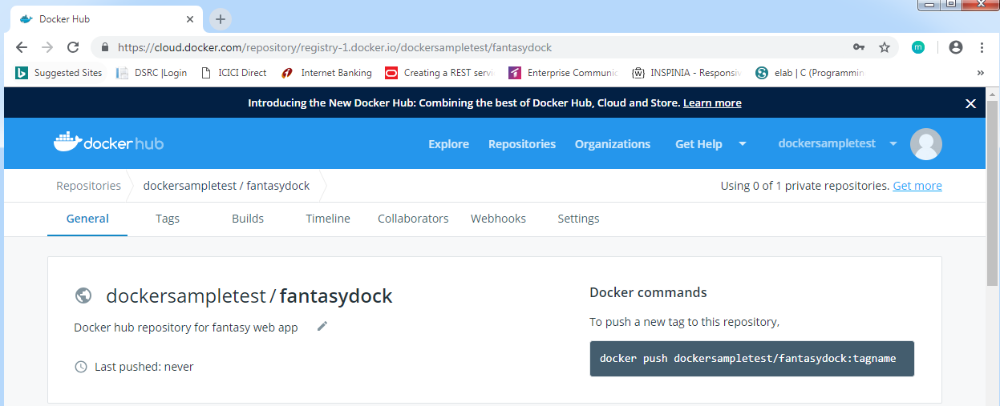 Docker Hub
https://cloud.docker.com/repository/registry-1.docker.io/dockersampletest/fantasydock
m
Suggested Sites DSRC |Login ICICI Direct Internet Banking Creating a REST servi Enterprise Communic INSPINIA - Responsiv elab | C (Programmin »
Introducing the New Docker Hub: Combining the best of Docker Hub, Cloud and Store. Learn more
docker hub Explore Repositories Organizations Get Help dockersampletest
Repositories dockersampletest / fantasydock Using 0 of 1 private repositories. Get more
General Tags Builds Timeline Collaborators Webhooks Settings
dockersampletest / fantasydock
Docker hub repository for fantasy web app
Last pushed: never
Docker commands
To push a new tag to this repository,
docker push dockersampletest/fantasydock:tagname